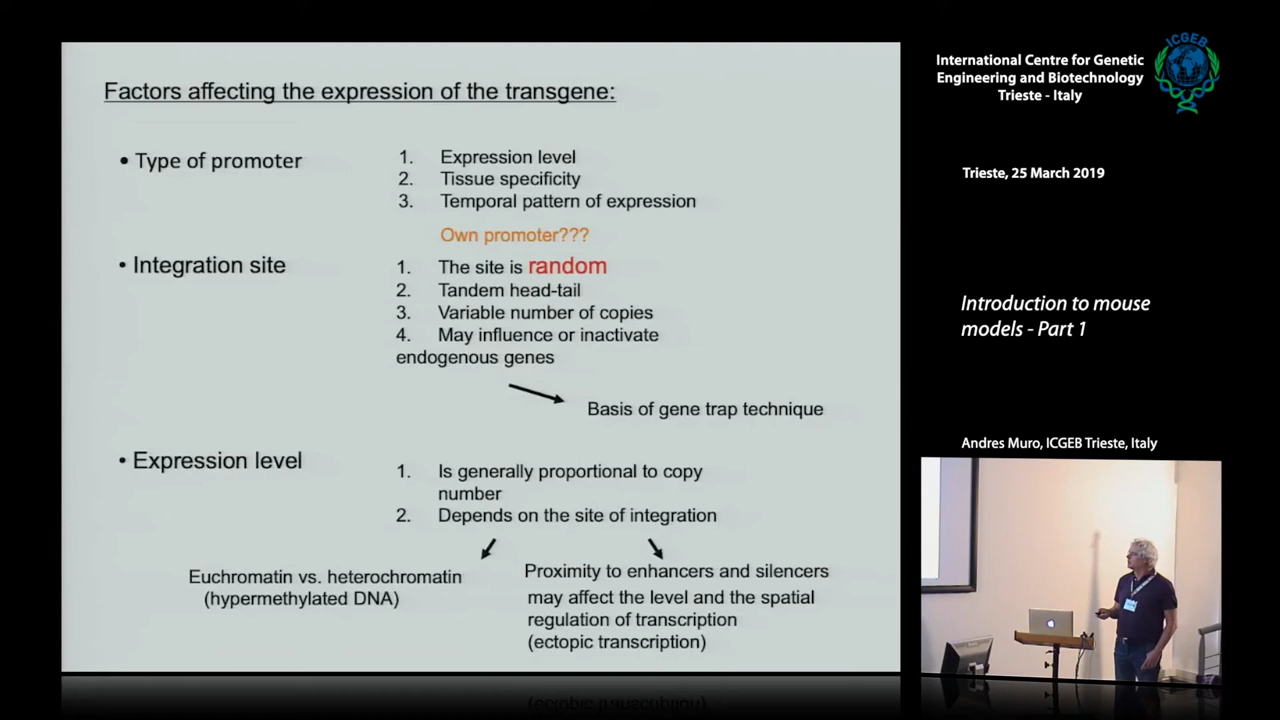 Factors affecting the expression of the transgene:
• Type of promoter
1. Expression level
2. Tissue specificity
3. Temporal pattern of expression
Own promoter???
• Integration site
1. The site is random
2. Tandem head-tail
3. Variable number of copies
4. May influence or inactivate
endogenous genes
Basis of gene trap technique
• Expression level
1. Is generally proportional to copy
number
2. Depends on the site of integration
Euchromatin vs. heterochromatin
(hypermethylated DNA)
Proximity to enhancers and silencers
may affect the level and the spatial
regulation of transcription
(ectopic transcription)
International Centre for Genetic
Engineering and Biotechnology
Trieste - Italy
ICGEB
Trieste, 25 March 2019
Introduction to mouse
models - Part 1
Andres Muro, ICGEB Trieste, Italy